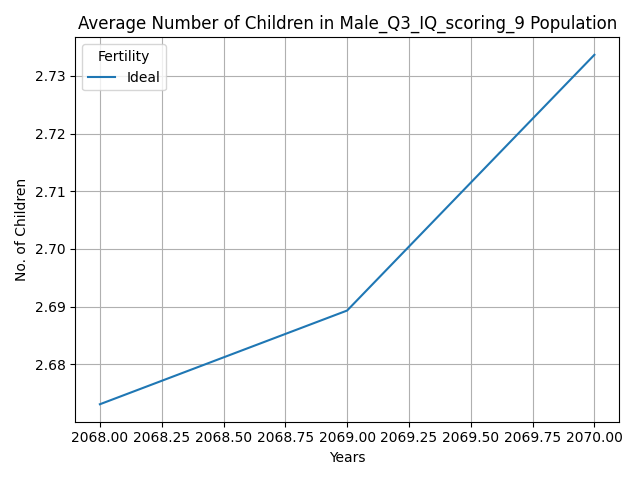 Average Number of Children in Male_Q3_IQ_scoring_9 Population
Fertility
Ideal
No. of Children
2.73
2.72
2.71
2.70
2.69
2.68
2068.00 2068.25 2068.50 2068.75 2069.00 2069.25 2069.50 2069.75 2070.00
Years